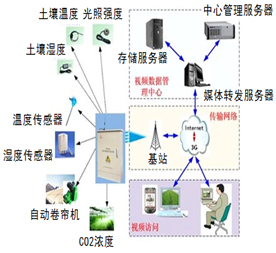 土壤温度 光照强度
土壤湿度
温度传感器
湿度传感器
自动卷帘机
CO2浓度
中心管理服务器
存储服务器
视频数据管
理中心
媒体转发服务器
传输网络
Internet
3G
基站
视频访问